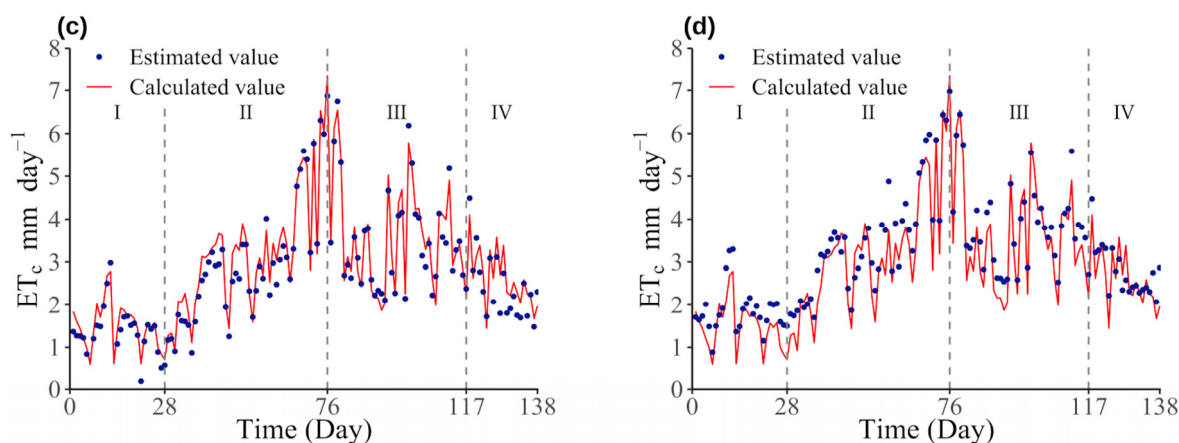 (c)
8
7
6
5
4
3
2
1
0
ETc mm day⁻¹
Estimated value
Calculated value
I
II
III
IV
0
28
76
117
138
Time (Day)
(d)
8
7
6
5
4
3
2
1
0
ETc mm day⁻¹
Estimated value
Calculated value
I
II
III
IV
0
28
76
117
138
Time (Day)